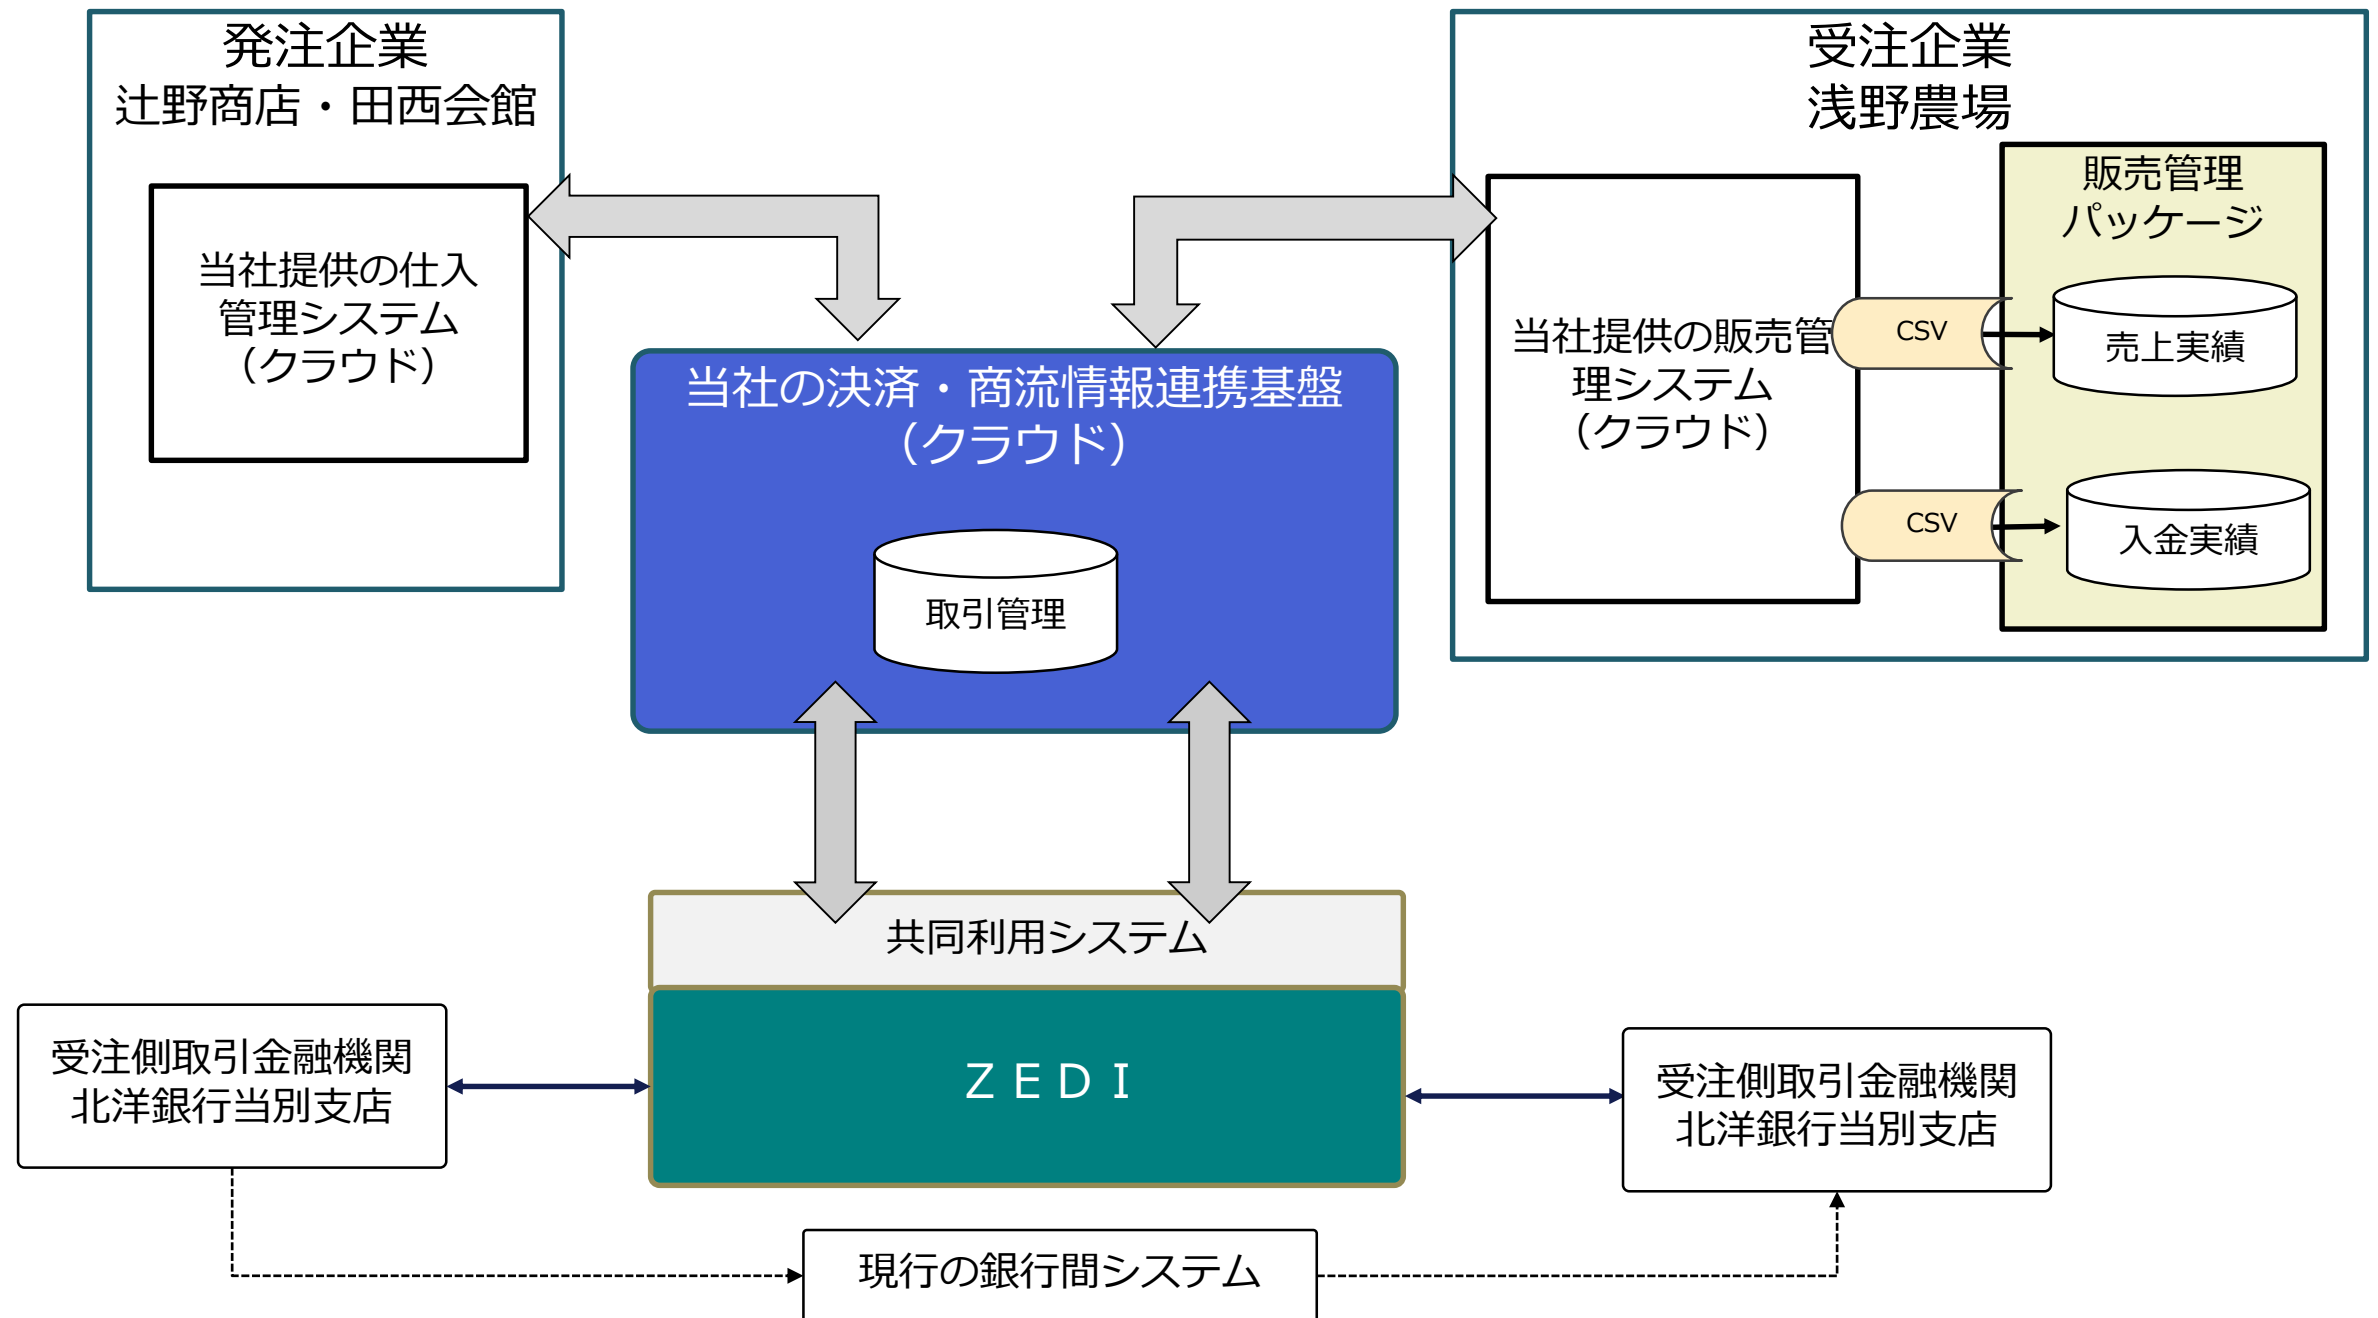 発注企業
辻野商店・田西会館
当社提供の仕入
管理システム
（クラウド）
当社の決済・商流情報連携基盤
（クラウド）
取引管理
受注企業
浅野農場
当社提供の販売管
理システム
（クラウド）
販売管理
パッケージ
CSV
売上実績
CSV
入金実績
共同利用システム
ＺＥＤＩ
受注側取引金融機関
北洋銀行当別支店
受注側取引金融機関
北洋銀行当別支店
現行の銀行間システム